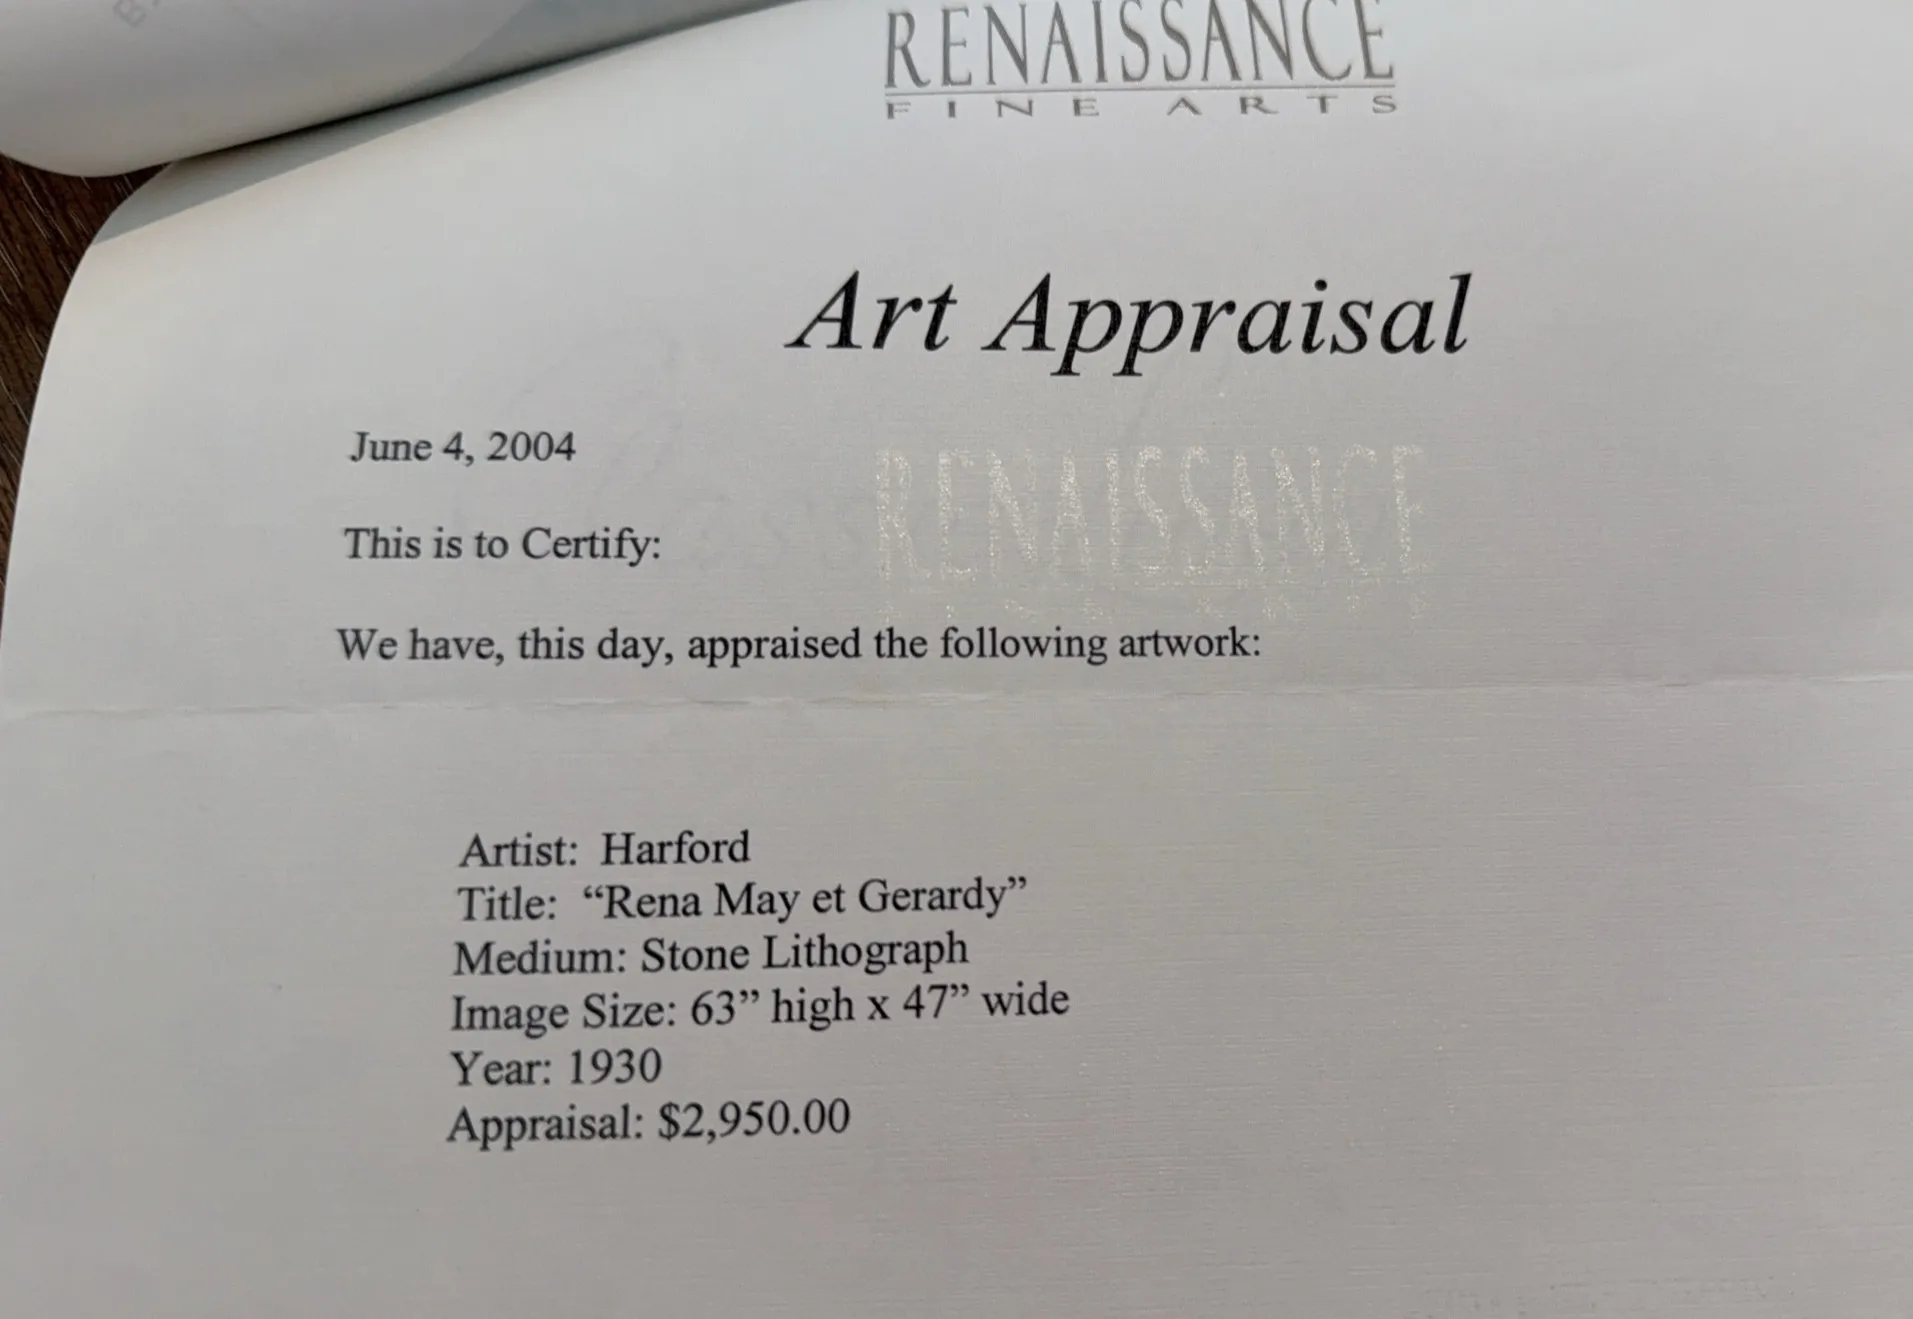 RENAISSANCE
FINE ARTS
Art Appraisal
June 4, 2004
RENAISSANCE
This is to Certify:
We have, this day, appraised the following artwork:
Artist: Harford
Title: “Rena May et Gerardy”
Medium: Stone Lithograph
Image Size: 63” high x 47” wide
Year: 1930
Appraisal: $2,950.00